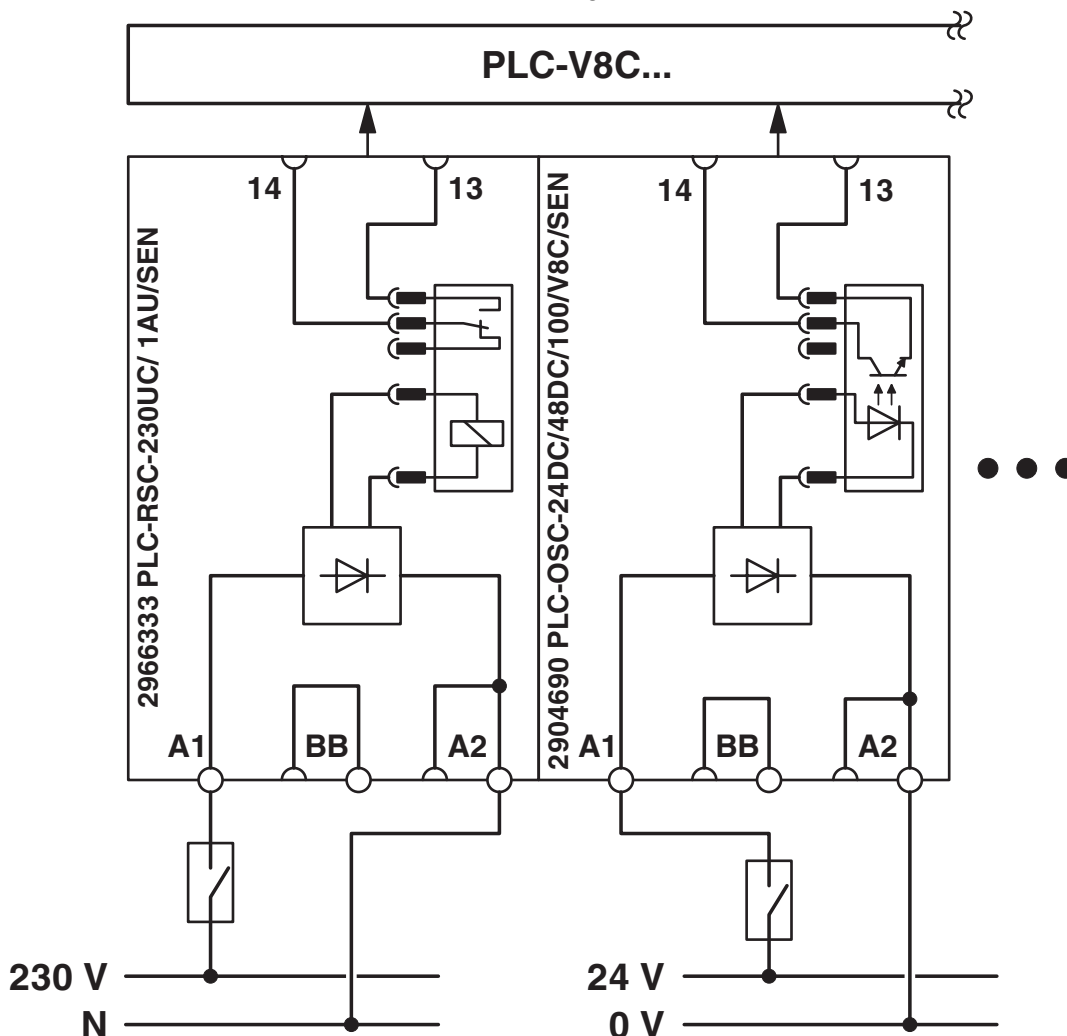 PLC-V8C...
14
13
14
13
2966333 PLC-RSC-230UC/ 1AU/SEN
2904690 PLC-OSC-24DC/48DC/100/V8C/SEN
A1
BB
A2
A1
BB
A2
230 V
24 V
N
0 V